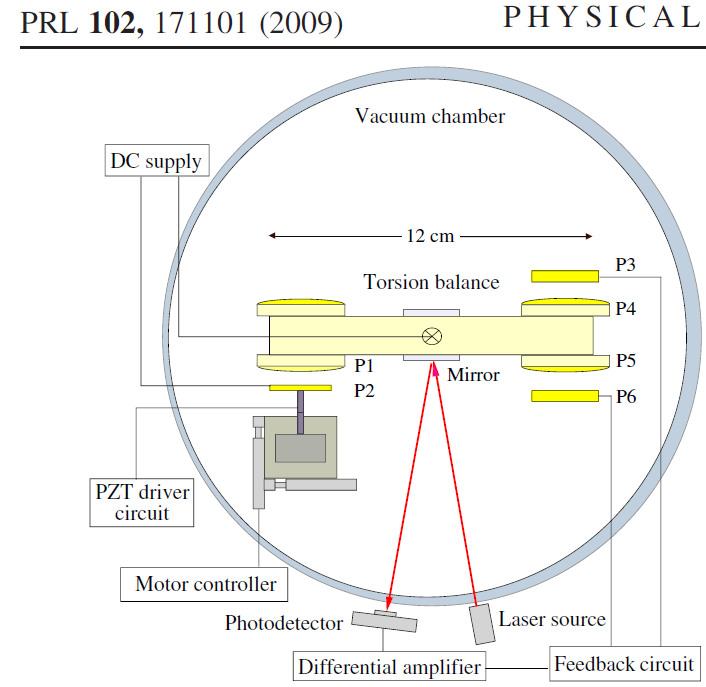 PRL 102, 171101 (2009)
PHYSICAL
Vacuum chamber
DC supply
12 cm
Torsion balance
P3
P4
P1
P2
Mirror
P5
P6
PZT driver
circuit
Motor controller
Photodetector
Laser source
Differential amplifier
Feedback circuit